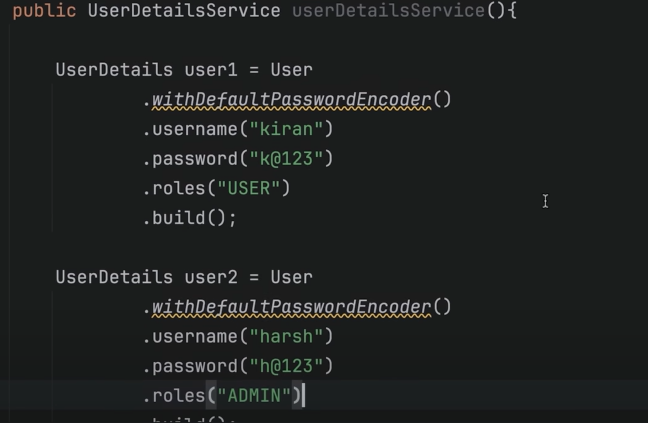 public UserDetailsService userDetailsService(){
UserDetails user1 = User
.withDefaultPasswordEncoder()
.username("kiran")
.password("k@123")
.roles("USER")
.build();
UserDetails user2 = User
.withDefaultPasswordEncoder()
.username("harsh")
.password("h@123")
.roles("ADMIN")
.build();